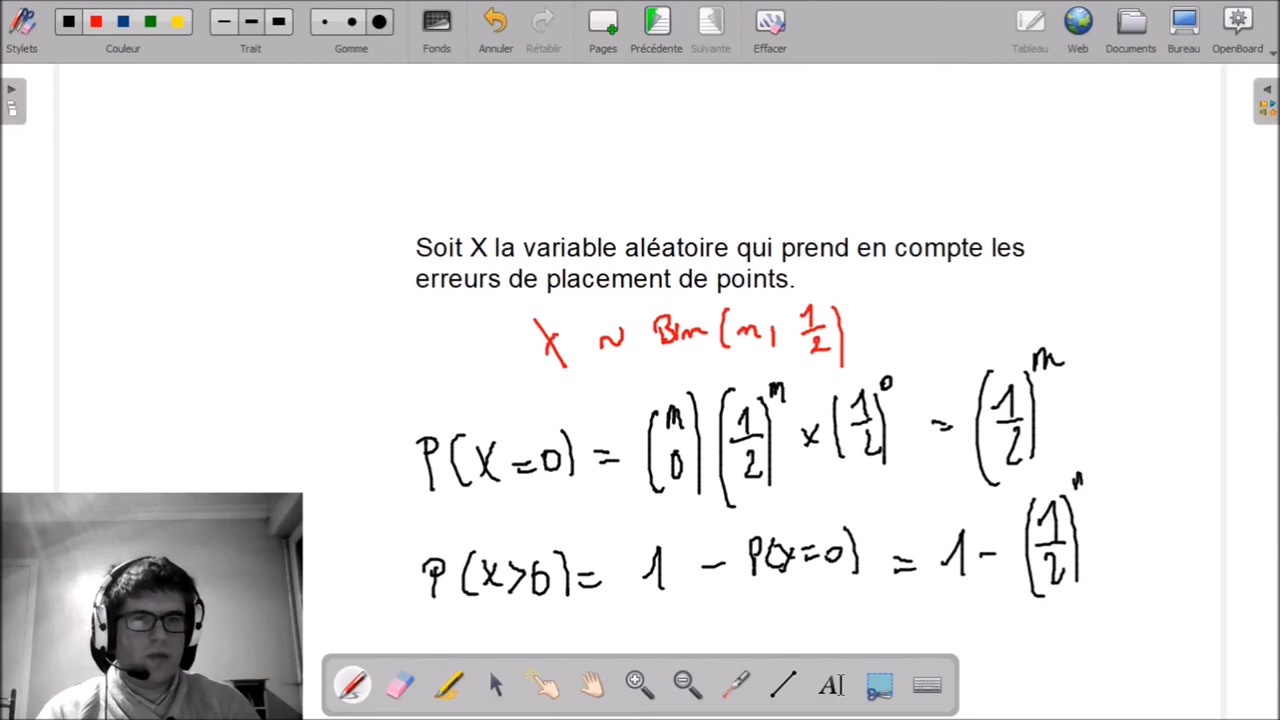 Stylets Couleur Trait Gomme Fonds Annuler Rétablir Pages Précédente Suivante Effacer Tableau Web Documents Bureau OpenBoard
Soit X la variable aléatoire qui prend en compte les
erreurs de placement de points.
X ~ Bin(n, 1/2)
P(X=0) = (n 0) (1/2)^n × (1/2)^0 = (1/2)^n
P(X>0) = 1 - P(X=0) = 1 - (1/2)^n
AI